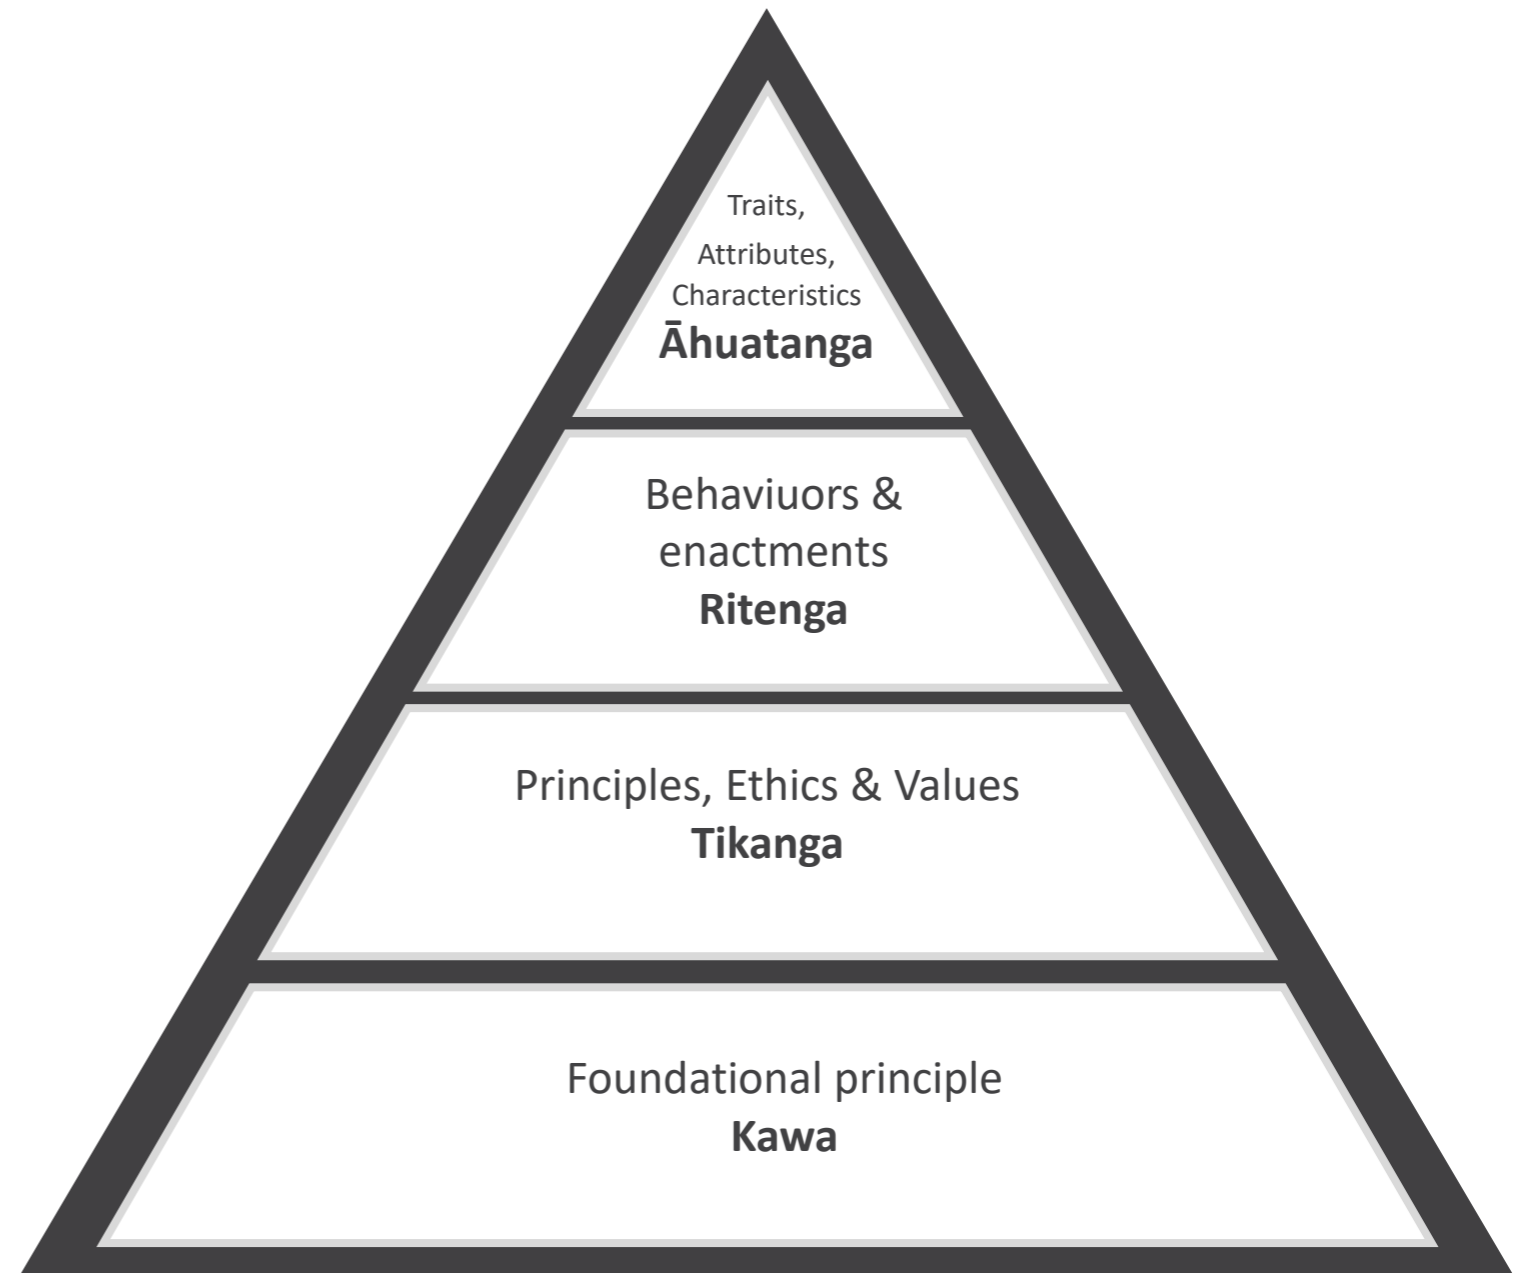 Traits,
Attributes,
Characteristics
Āhuatanga
Behaviuors &
enactments
Ritenga
Principles, Ethics & Values
Tikanga
Foundational principle
Kawa